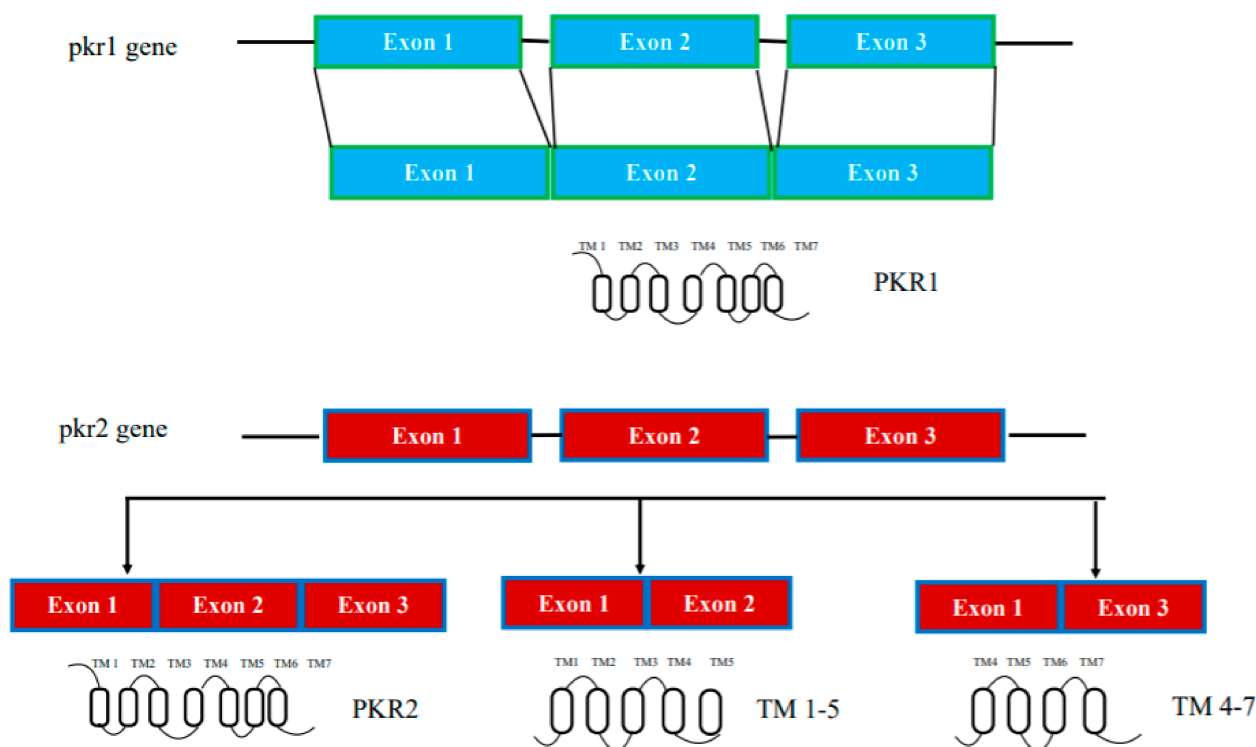 pkr1 gene
Exon 1 Exon 2 Exon 3
Exon 1 Exon 2 Exon 3
TM 1 TM2 TM3 TM4 TM5 TM6 TM7
PKR1
pkr2 gene
Exon 1 Exon 2 Exon 3
Exon 1 Exon 2 Exon 3
Exon 1 Exon 2
Exon 1 Exon 3
TM 1 TM2 TM3 TM4 TM5 TM6 TM7
PKR2
TM1 TM2 TM3 TM4 TM5
TM 1-5
TM4 TM5 TM6 TM7
TM 4-7